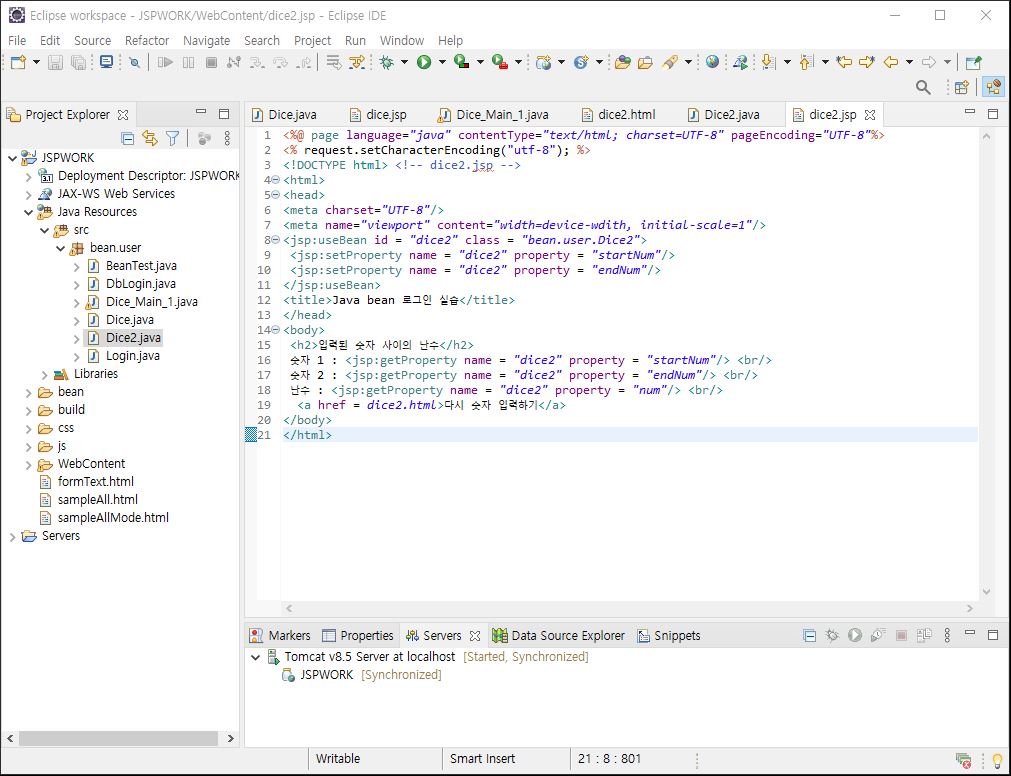 Eclipse workspace - JSPWORK/WebContent/dice2.jsp - Eclipse IDE
File Edit Source Refactor Navigate Search Project Run Window Help
Project Explorer
JSPWORK
Deployment Descriptor: JSPWORK
JAX-WS Web Services
Java Resources
src
bean.user
BeanTest.java
DbLogin.java
Dice_Main_1.java
Dice.java
Dice2.java
Login.java
Libraries
bean
build
css
js
WebContent
formText.html
sampleAll.html
sampleAllMode.html
Servers
Dice.java dice.jsp Dice_Main_1.java dice2.html Dice2.java dice2.jsp
1 <%@ page language="java" contentType="text/html; charset=UTF-8" pageEncoding="UTF-8"%>
2 <% request.setCharacterEncoding("utf-8"); %>
3 <!DOCTYPE html> <!-- dice2.jsp -->
4 <html>
5 <head>
6 <meta charset="UTF-8"/>
7 <meta name="viewport" content="width=device-wdith, initial-scale=1"/>
8 <jsp:useBean id = "dice2" class = "bean.user.Dice2">
9 <jsp:setProperty name = "dice2" property = "startNum"/>
10 <jsp:setProperty name = "dice2" property = "endNum"/>
11 </jsp:useBean>
12 <title>Java bean 로그인 실습</title>
13 </head>
14 <body>
15 <h2>입력된 숫자 사이의 난수</h2>
16 숫자 1 : <jsp:getProperty name = "dice2" property = "startNum"/> <br/>
17 숫자 2 : <jsp:getProperty name = "dice2" property = "endNum"/> <br/>
18 난수 : <jsp:getProperty name = "dice2" property = "num"/> <br/>
19 <a href = dice2.html>다시 숫자 입력하기</a>
20 </body>
21 </html>
Markers Properties Servers Data Source Explorer Snippets
Tomcat v8.5 Server at localhost [Started, Synchronized]
JSPWORK [Synchronized]
Writable Smart Insert 21 : 8 : 801